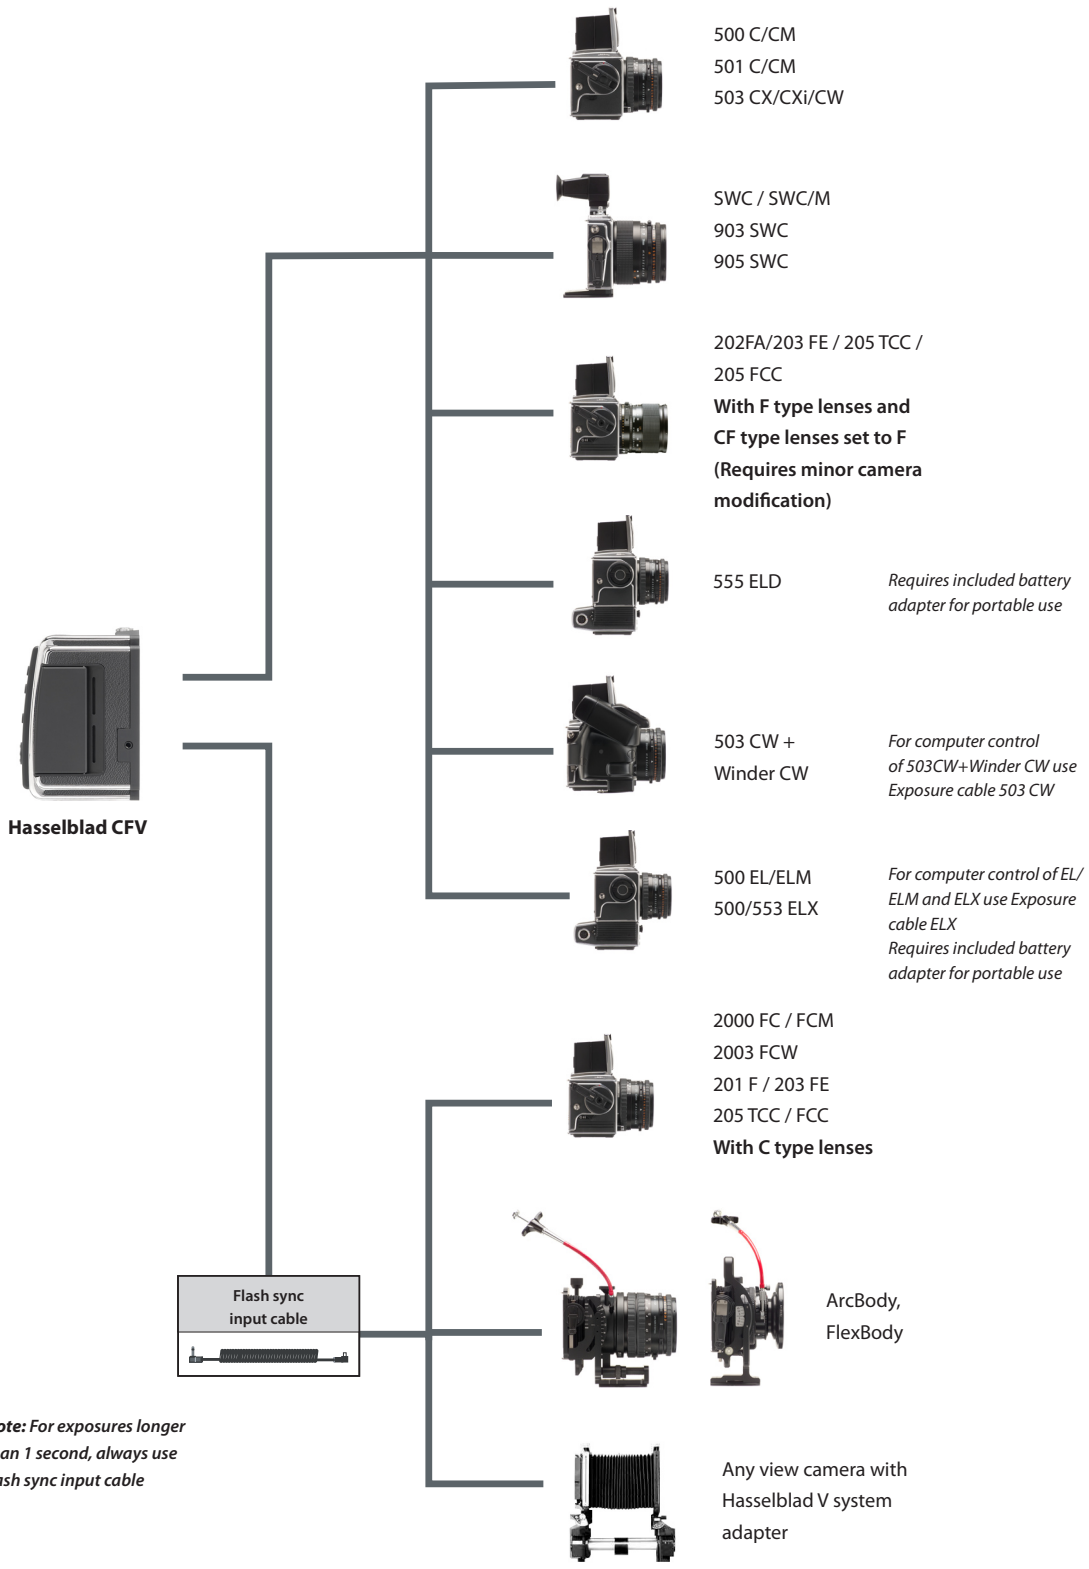 500 C/CM
501 C/CM
503 CX/CXi/CW
SWC / SWC/M
903 SWC
905 SWC
202FA/203 FE / 205 TCC /
205 FCC
With F type lenses and
CF type lenses set to F
(Requires minor camera
modification)
555 ELD
Requires included battery
adapter for portable use
503 CW +
Winder CW
For computer control
of 503CW+Winder CW use
Exposure cable 503 CW
Hasselblad CFV
500 EL/ELM
500/553 ELX
For computer control of EL/
ELM and ELX use Exposure
cable ELX
Requires included battery
adapter for portable use
2000 FC / FCM
2003 FCW
201 F / 203 FE
205 TCC / FCC
With C type lenses
Flash sync
input cable
ArcBody,
FlexBody
ote: For exposures longer
an 1 second, always use
ash sync input cable
Any view camera with
Hasselblad V system
adapter